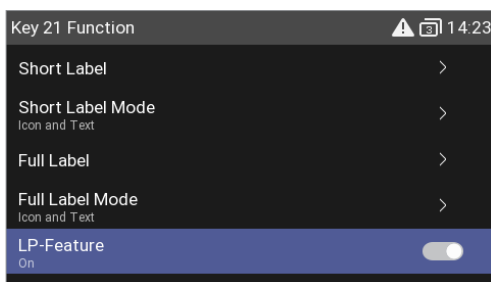 Key 21 Function 3 14:23
Short Label
Short Label Mode
Icon and Text
Full Label
Full Label Mode
Icon and Text
LP-Feature
On